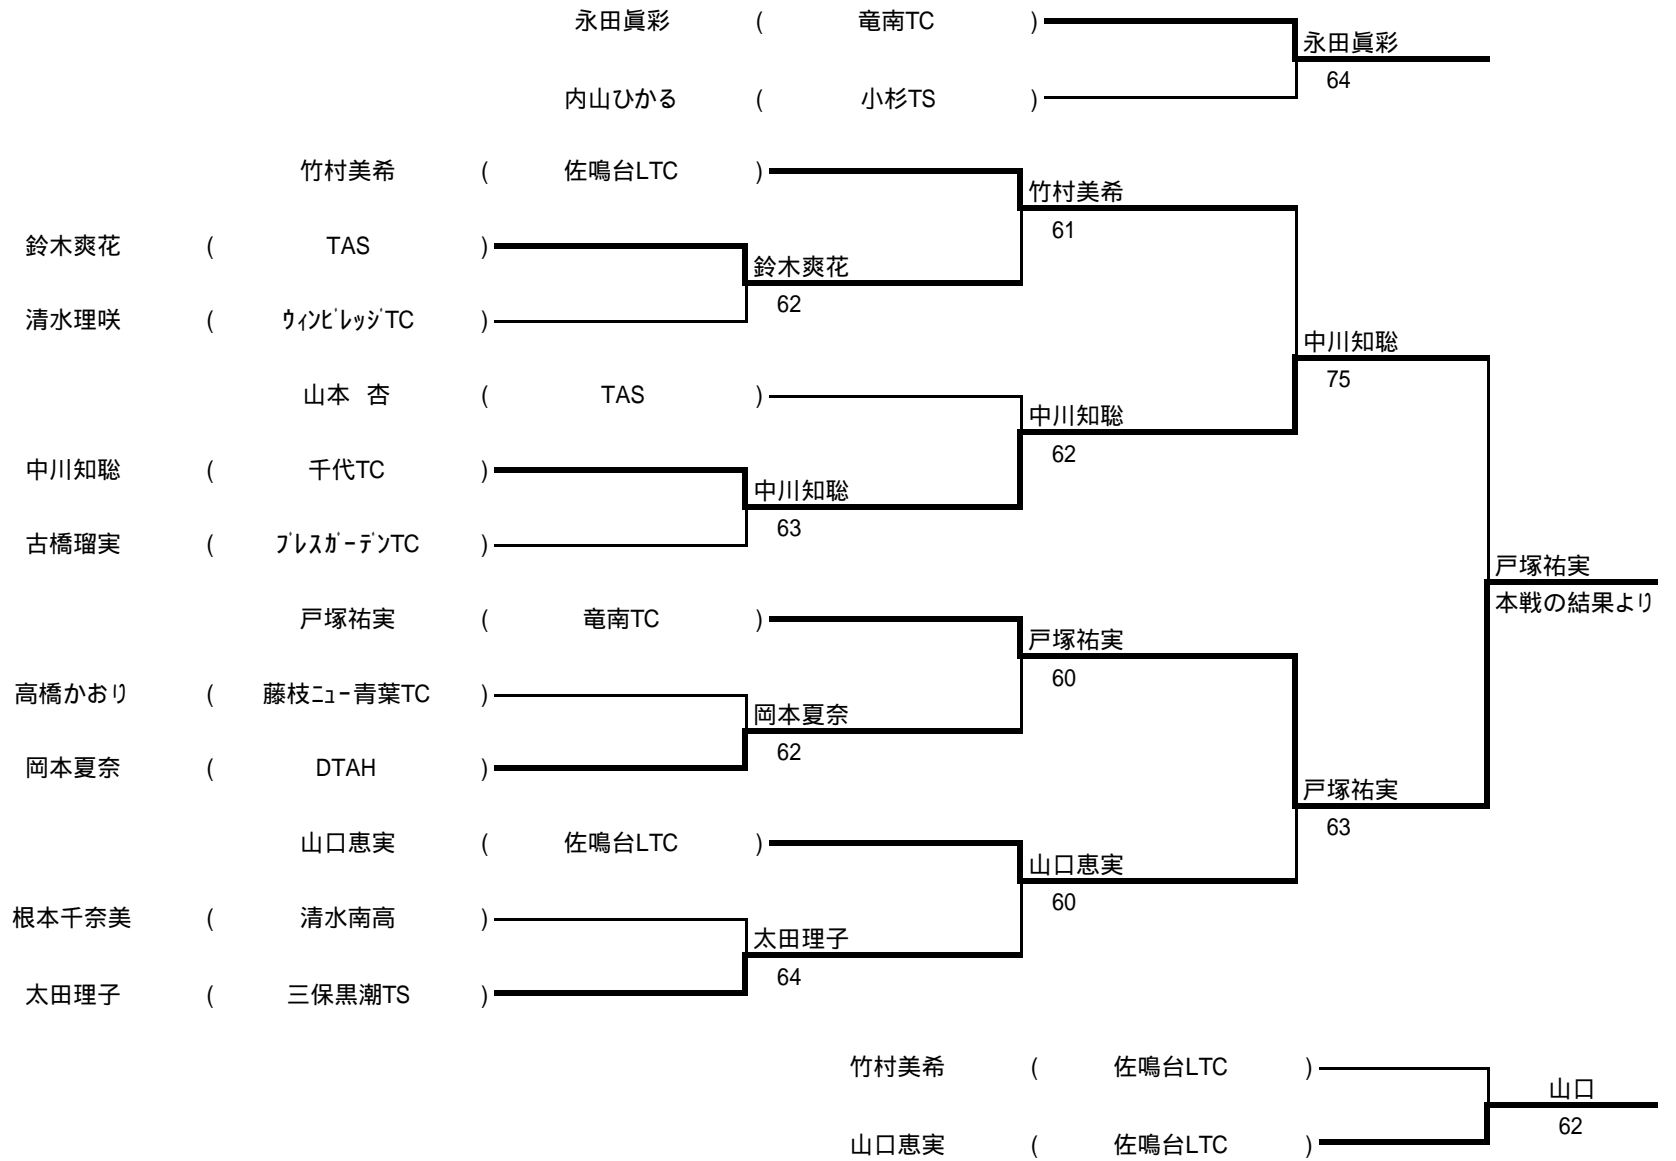 永田眞彩 ( 竜南TC )
永田眞彩
64
内山ひかる ( 小杉TS )
竹村美希 ( 佐鳴台LTC )
竹村美希
61
鈴木爽花 ( TAS )
鈴木爽花
62
清水理咲 ( ｳｨﾝﾋﾞﾚｯｼﾞTC )
中川知聡
75
山本 杏 ( TAS )
中川知聡
62
中川知聡 ( 千代TC )
中川知聡
63
古橋瑠実 ( ﾌﾞﾚｽｶﾞｰﾃﾞﾝTC )
戸塚祐実
本戦の結果より
戸塚祐実 ( 竜南TC )
戸塚祐実
60
高橋かおり ( 藤枝ﾆｭｰ青葉TC )
岡本夏奈
62
岡本夏奈 ( DTAH )
戸塚祐実
63
山口恵実 ( 佐鳴台LTC )
山口恵実
60
根本千奈美 ( 清水南高 )
太田理子
64
太田理子 ( 三保黒潮TS )
竹村美希 ( 佐鳴台LTC )
山口
62
山口恵実 ( 佐鳴台LTC )